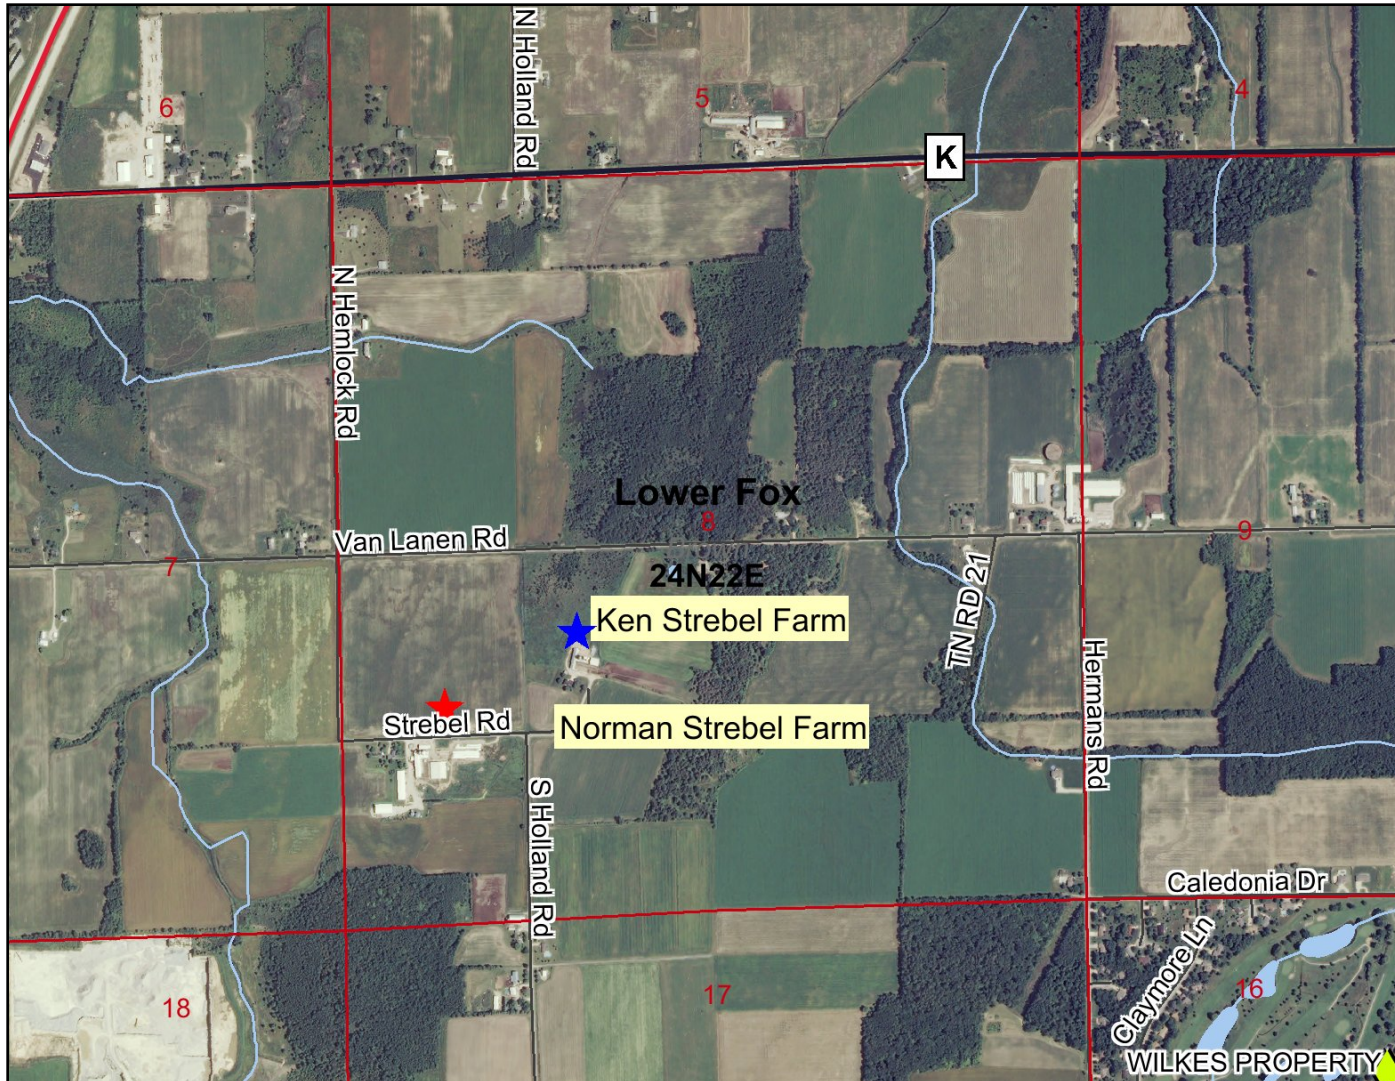 6
N Holland Rd
5
4
K
N Hemlock Rd
Lower Fox
8
Van Lanen Rd
9
7
24N22E
TN RD 21
Ken Strebel Farm
Hermans Rd
Strebel Rd
Norman Strebel Farm
S Holland Rd
Caledonia Dr
Claymore Ln
18
17
16
WILKES PROPERTY